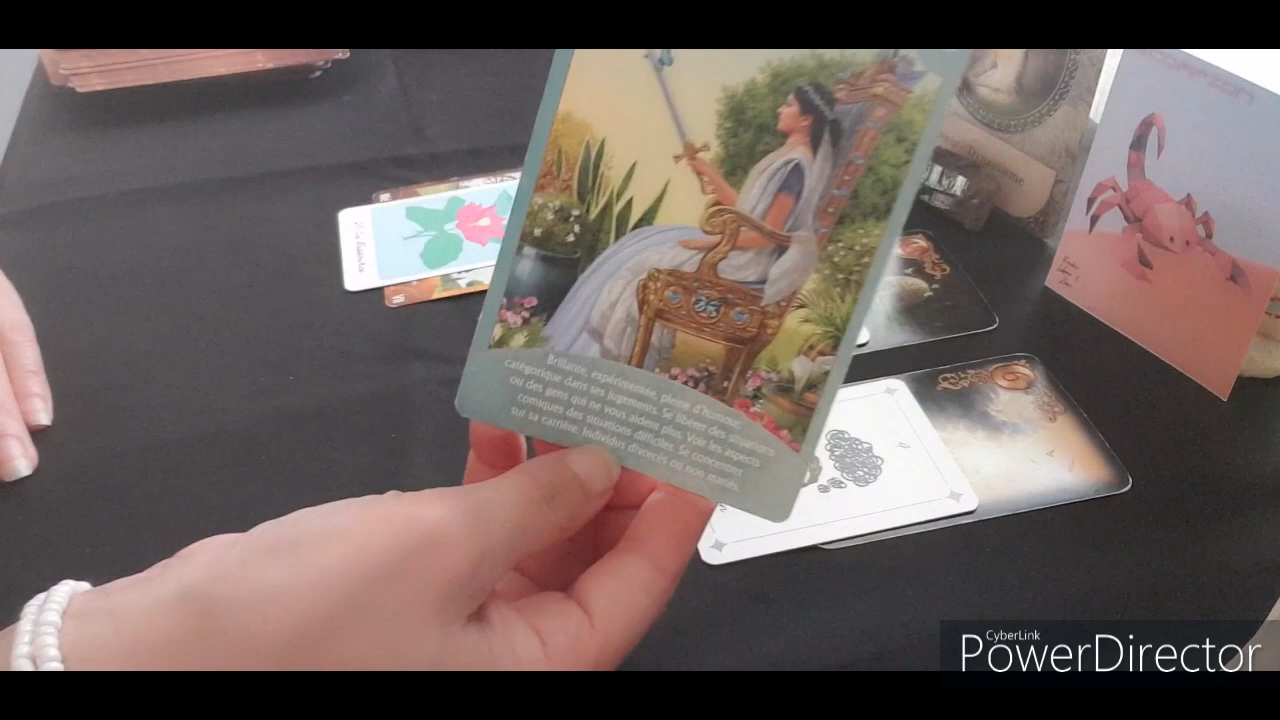 Brillante, expérimentée, pleine d'humour,
catégorique dans ses jugements. Se libérer des situations
ou des gens qui ne vous aident plus. Voir les aspects
comiques des situations difficiles. Se concentrer
sur sa carrière. Individus divorcés ou non mariés.
CyberLink
PowerDirector